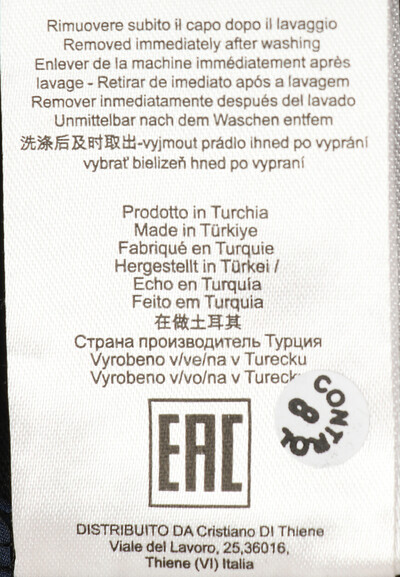 Rimuovere subito il capo dopo il lavaggio
Removed immediately after washing
Enlever de la machine immédiatement après
lavage - Retirar de imediato após a lavagem
Remover inmediatamente después del lavado
Unmittelbar nach dem Waschen entfem
洗涤后及时取出-vyjmout prádlo ihned po vyprání
vybrať bielizeň hned po vypraní
Prodotto in Turchia
Made in Türkiye
Fabriqué en Turquie
Hergestellt in Türkei /
Echo en Turquía
Feito em Turquia
在做土耳其
Страна производитель Турция
Vyrobeno v/ve/na v Turecku
Vyrobeno v/vo/na v Tureck
CONTROL
8
EAC
DISTRIBUITO DA Cristiano DI Thiene
Viale del Lavoro, 25,36016,
Thiene (VI) Italia